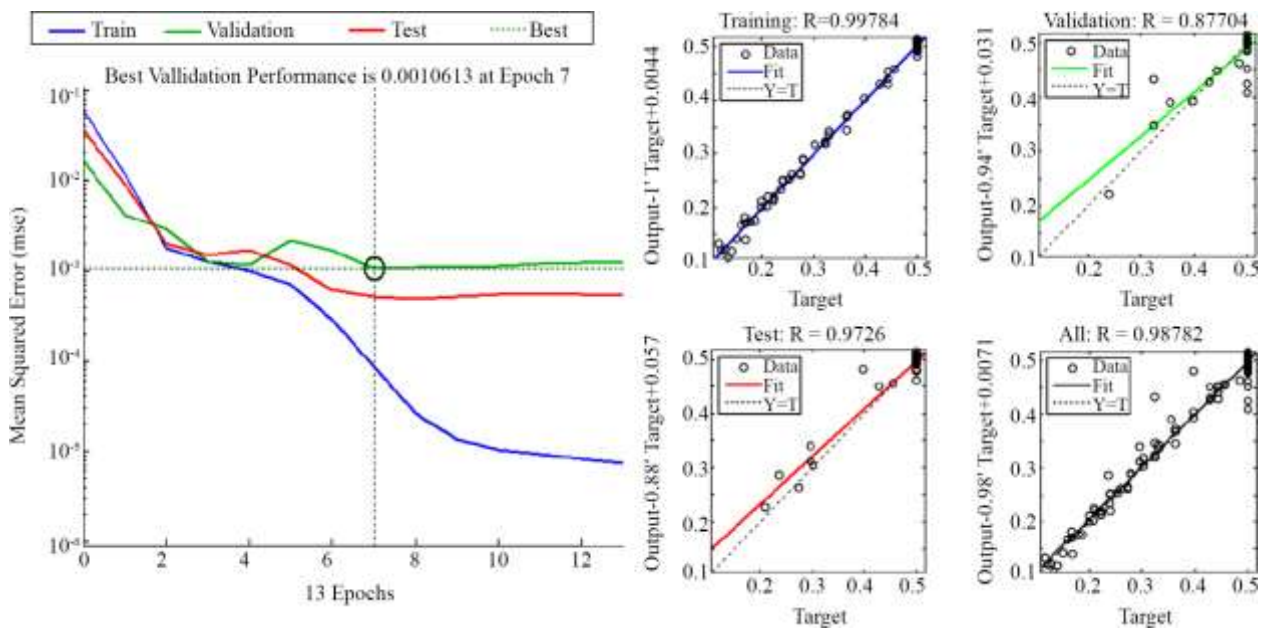 Train
Validation
Test
Best
Best Vallidation Performance is 0.0010613 at Epoch 7
Mean Squared Error (msc)
10-1
10-2
10-3
10-4
10-5
10-6
0
2
4
6
8
10
12
13 Epochs
Training: R=0.99784
Output-1' Target+0.0044
Data
Fit
Y=T
0.5
0.4
0.3
0.2
0.1
0.2
0.3
0.4
0.5
Target
Validation: R = 0.87704
Output-0.94' Target+0.031
Data
Fit
Y=T
0.5
0.4
0.3
0.2
0.1
0.2
0.3
0.4
0.5
Target
Test: R = 0.9726
Output-0.88' Target+0.057
Data
Fit
Y=T
0.5
0.4
0.3
0.2
0.1
0.2
0.3
0.4
0.5
Target
All: R = 0.98782
Output-0.98' Target+0.0071
Data
Fit
Y=T
0.5
0.4
0.3
0.2
0.1
0.2
0.3
0.4
0.5
Target